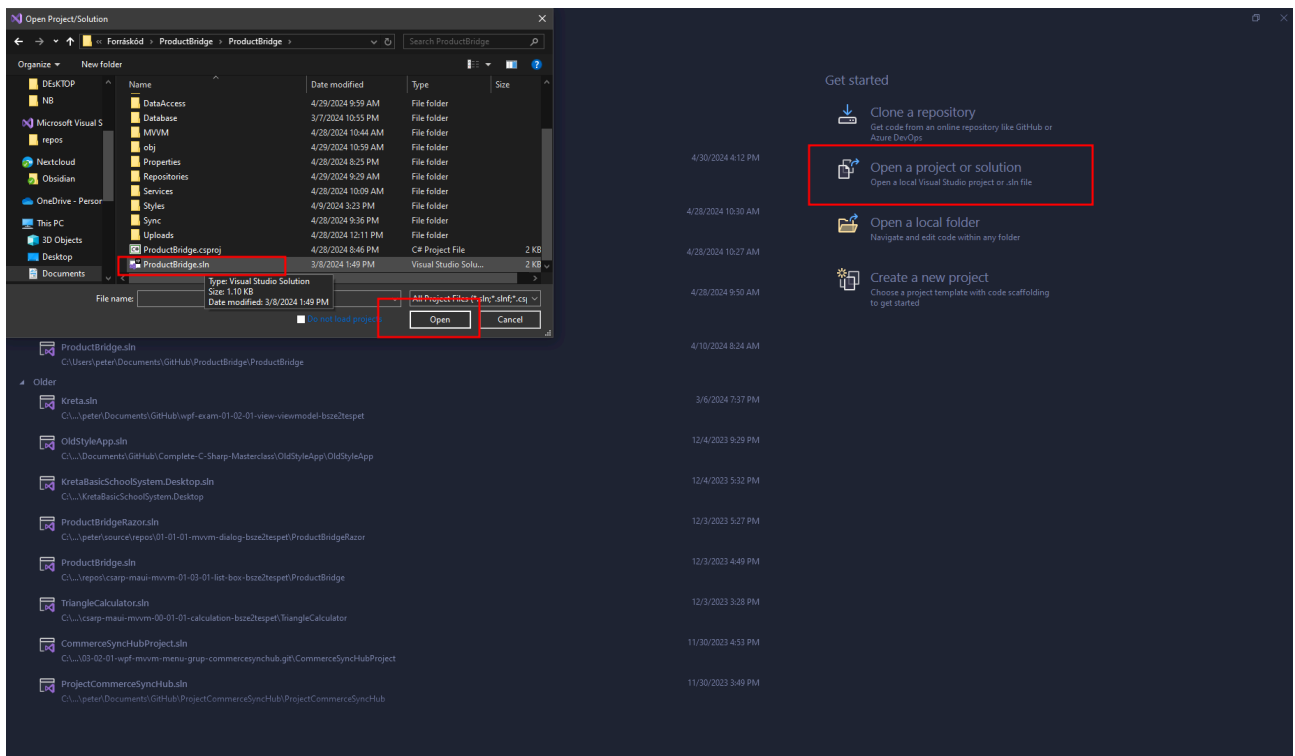 Open Project/Solution
« Forráskód › ProductBridge › ProductBridge ›
Search ProductBridge
Organize
New folder
DEsKTOP
NB
Microsoft Visual S
repos
Nextcloud
Obsidian
OneDrive - Person
This PC
3D Objects
Desktop
Documents
Name Date modified Type Size
DataAccess 4/29/2024 9:59 AM File folder
Database 3/7/2024 10:55 PM File folder
MVVM 4/28/2024 10:44 AM File folder
obj 4/29/2024 10:59 AM File folder
Properties 4/28/2024 8:25 PM File folder
Repositories 4/29/2024 9:29 AM File folder
Services 4/28/2024 10:09 AM File folder
Styles 4/9/2024 3:23 PM File folder
Sync 4/28/2024 9:36 PM File folder
Uploads 4/28/2024 12:11 PM File folder
ProductBridge.csproj 4/28/2024 8:46 PM C# Project File 2 KB
ProductBridge.sln 3/8/2024 1:49 PM Visual Studio Solu... 2 KB
Type: Visual Studio Solution
Size: 1.10 KB
Date modified: 3/8/2024 1:49 PM
File name:
All Project Files (*.sln;*.slnf;*.csp
Do not load projects
Open
Cancel
4/30/2024 4:12 PM
4/28/2024 10:30 AM
4/28/2024 10:27 AM
4/28/2024 9:50 AM
ProductBridge.sln 4/10/2024 8:24 AM
C:\Users\peter\Documents\GitHub\ProductBridge\ProductBridge
Older
Kreta.sln 3/6/2024 7:37 PM
C:\...\peter\Documents\GitHub\wpf-exam-01-02-01-view-viewmodel-bsze2tespet
OldStyleApp.sln 12/4/2023 9:29 PM
C:\...\Documents\GitHub\Complete-C-Sharp-Masterclass\OldStyleApp\OldStyleApp
KretaBasicSchoolSystem.Desktop.sln 12/4/2023 5:32 PM
C:\...\KretaBasicSchoolSystem.Desktop
ProductBridgeRazor.sln 12/3/2023 5:27 PM
C:\...\peter\source\repos\01-01-01-mvvm-dialog-bsze2tespet\ProductBridgeRazor
ProductBridge.sln 12/3/2023 4:49 PM
C:\...\repos\csarp-maui-mvvm-01-03-01-list-box-bsze2tespet\ProductBridge
TriangleCalculator.sln 12/3/2023 3:28 PM
C:\...\csarp-maui-mvvm-00-01-01-calculation-bsze2tespet\TriangleCalculator
CommerceSyncHubProject.sln 11/30/2023 4:53 PM
C:\...\03-02-01-wpf-mvvm-menu-grup-commercesynchub.git\CommerceSyncHubProject
ProjectCommerceSyncHub.sln 11/30/2023 3:49 PM
C:\...\peter\Documents\GitHub\ProjectCommerceSyncHub\ProjectCommerceSyncHub
Get started
Clone a repository
Get code from an online repository like GitHub or
Azure DevOps
Open a project or solution
Open a local Visual Studio project or .sln file
Open a local folder
Navigate and edit code within any folder
Create a new project
Choose a project template with code scaffolding
to get started